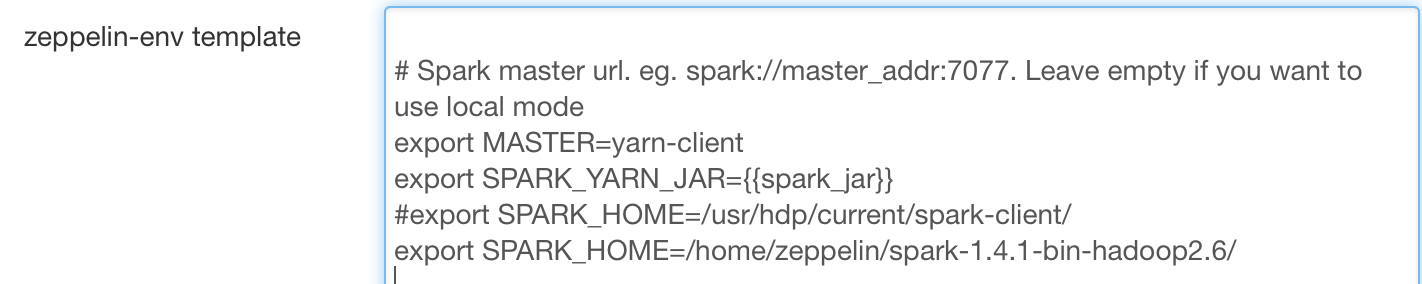 zeppelin-env template
# Spark master url. eg. spark://master_addr:7077. Leave empty if you want to
use local mode
export MASTER=yarn-client
export SPARK_YARN_JAR={{spark_jar}}
#export SPARK_HOME=/usr/hdp/current/spark-client/
export SPARK_HOME=/home/zeppelin/spark-1.4.1-bin-hadoop2.6/